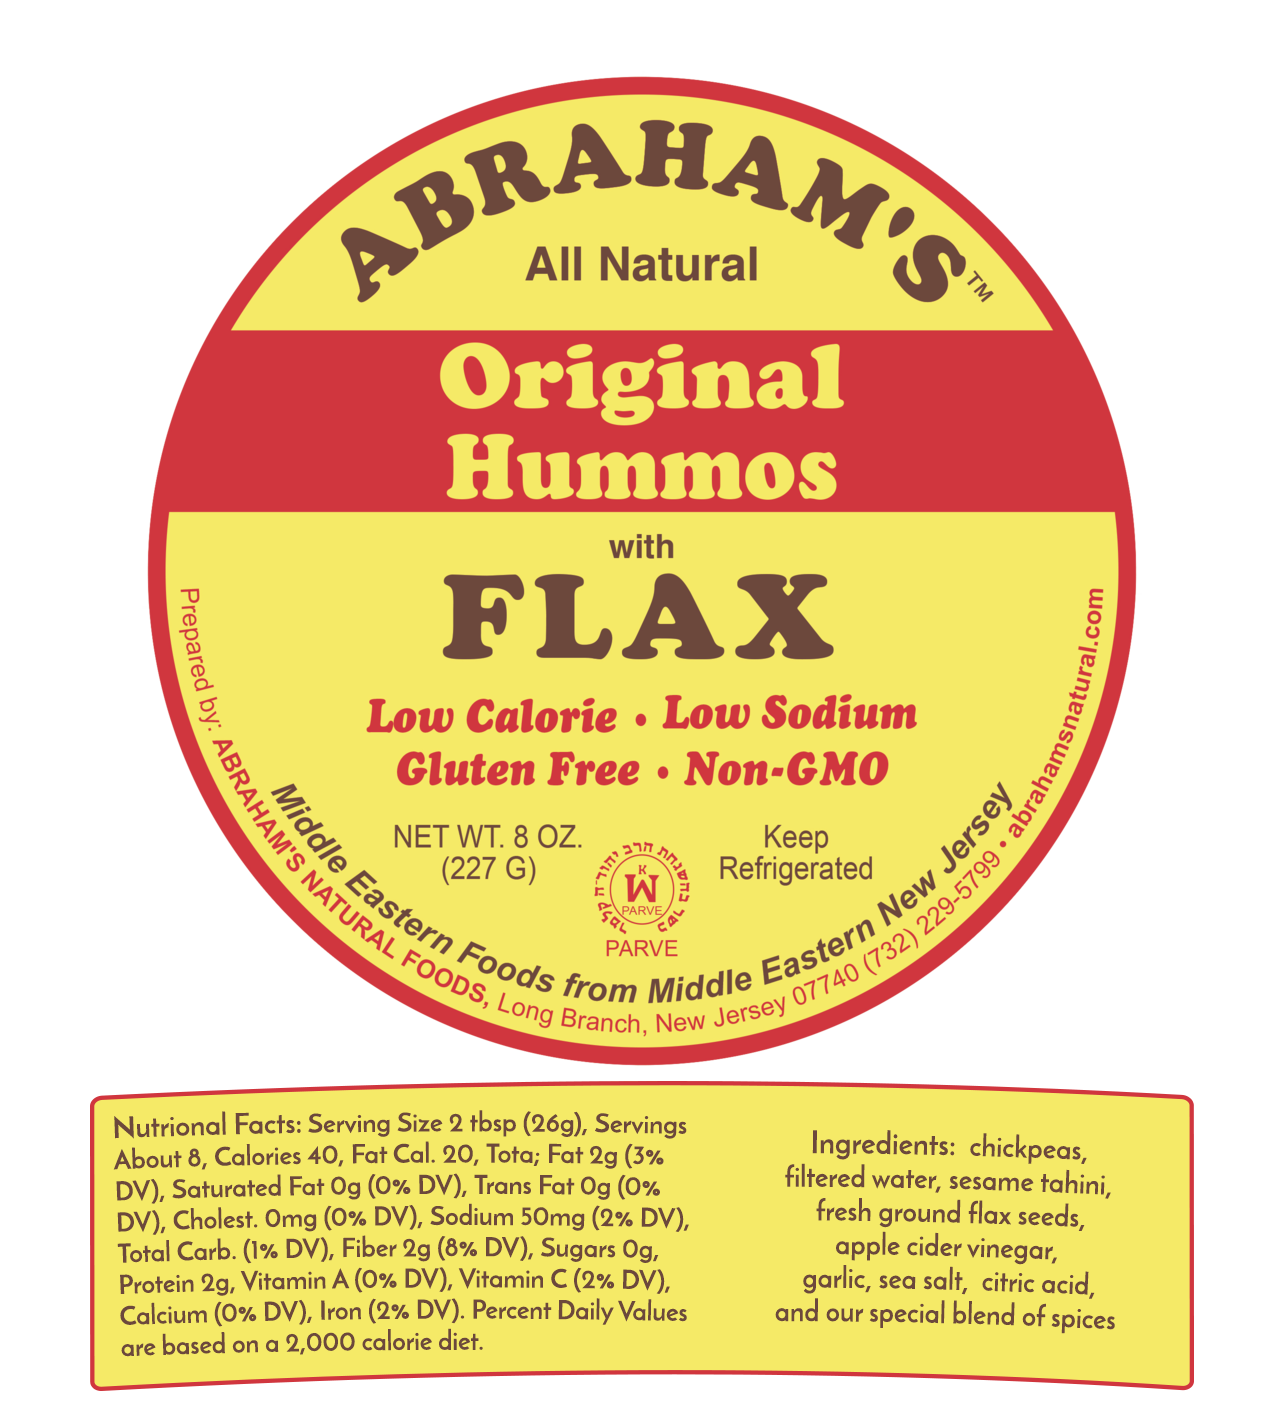 ABRAHAM'S™
All Natural
Original
Hummos
with
FLAX
Low Calorie • Low Sodium
Gluten Free • Non-GMO
NET WT. 8 OZ.
(227 G)
Keep
Refrigerated
כשר בהשגחת הרב יהודה קלמר
K
PARVE
PARVE
Middle Eastern Foods from Middle Eastern New Jersey
Prepared by: ABRAHAM'S NATURAL FOODS, Long Branch, New Jersey 07740 (732) 229-5799 • abrahamsnatural.com
Nutrional Facts: Serving Size 2 tbsp (26g), Servings
About 8, Calories 40, Fat Cal. 20, Tota; Fat 2g (3%
DV), Saturated Fat 0g (0% DV), Trans Fat 0g (0%
DV), Cholest. 0mg (0% DV), Sodium 50mg (2% DV),
Total Carb. (1% DV), Fiber 2g (8% DV), Sugars 0g,
Protein 2g, Vitamin A (0% DV), Vitamin C (2% DV),
Calcium (0% DV), Iron (2% DV). Percent Daily Values
are based on a 2,000 calorie diet.
Ingredients: chickpeas,
filtered water, sesame tahini,
fresh ground flax seeds,
apple cider vinegar,
garlic, sea salt, citric acid,
and our special blend of spices